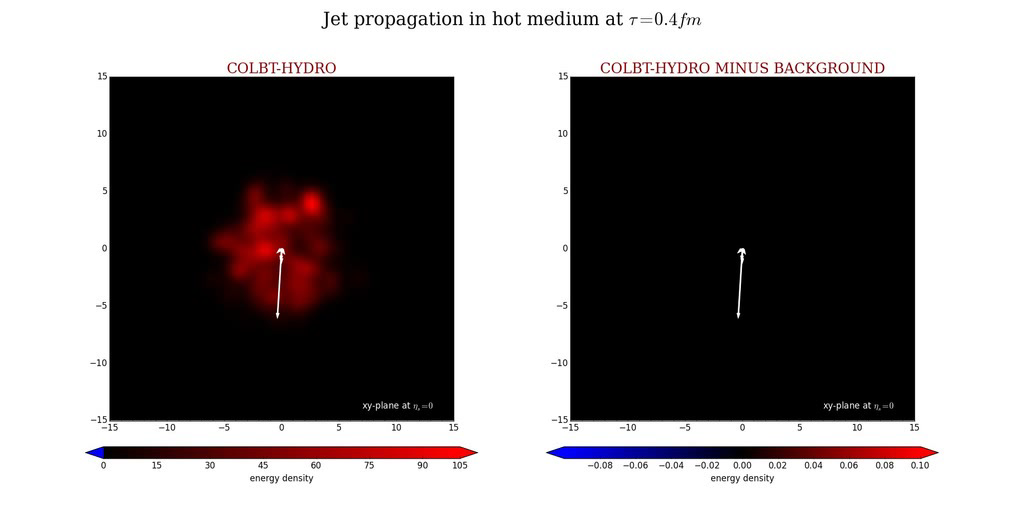 Jet propagation in hot medium at τ=0.4fm
COLBT-HYDRO
15
10
5
0
−5
−10
−15
xy-plane at ηs=0
−15 −10 −5 0 5 10 15
0 15 30 45 60 75 90 105
energy density
COLBT-HYDRO MINUS BACKGROUND
15
10
5
0
−5
−10
−15
xy-plane at ηs=0
−15 −10 −5 0 5 10 15
−0.08 −0.06 −0.04 −0.02 0.00 0.02 0.04 0.06 0.08 0.10
energy density